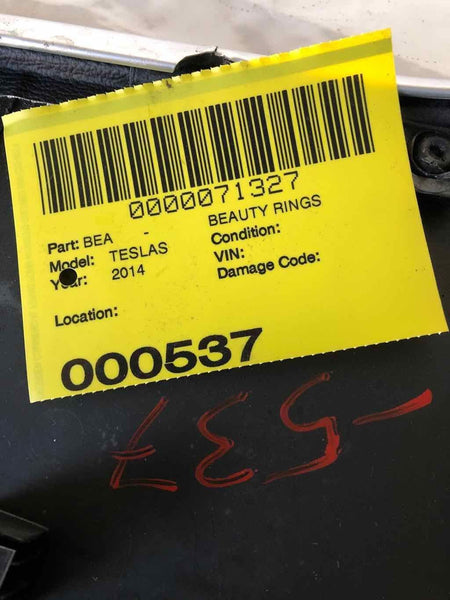 0000071327
Part: BEA - BEAUTY RINGS
Model: TESLAS Condition:
Year: 2014 VIN:
Damage Code:
Location:
000537
-537